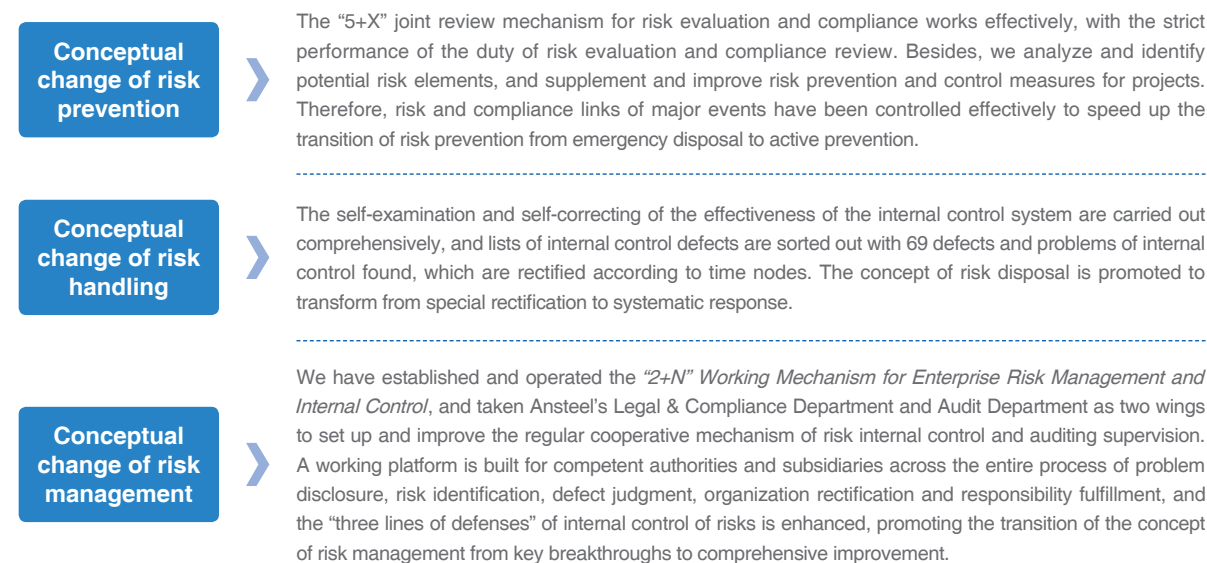 Conceptual
change of risk
prevention
The “5+X” joint review mechanism for risk evaluation and compliance works effectively, with the strict
performance of the duty of risk evaluation and compliance review. Besides, we analyze and identify
potential risk elements, and supplement and improve risk prevention and control measures for projects.
Therefore, risk and compliance links of major events have been controlled effectively to speed up the
transition of risk prevention from emergency disposal to active prevention.
Conceptual
change of risk
handling
The self-examination and self-correcting of the effectiveness of the internal control system are carried out
comprehensively, and lists of internal control defects are sorted out with 69 defects and problems of internal
control found, which are rectified according to time nodes. The concept of risk disposal is promoted to
transform from special rectification to systematic response.
Conceptual
change of risk
management
We have established and operated the “2+N” Working Mechanism for Enterprise Risk Management and
Internal Control, and taken Ansteel’s Legal & Compliance Department and Audit Department as two wings
to set up and improve the regular cooperative mechanism of risk internal control and auditing supervision.
A working platform is built for competent authorities and subsidiaries across the entire process of problem
disclosure, risk identification, defect judgment, organization rectification and responsibility fulfillment, and
the “three lines of defenses” of internal control of risks is enhanced, promoting the transition of the concept
of risk management from key breakthroughs to comprehensive improvement.